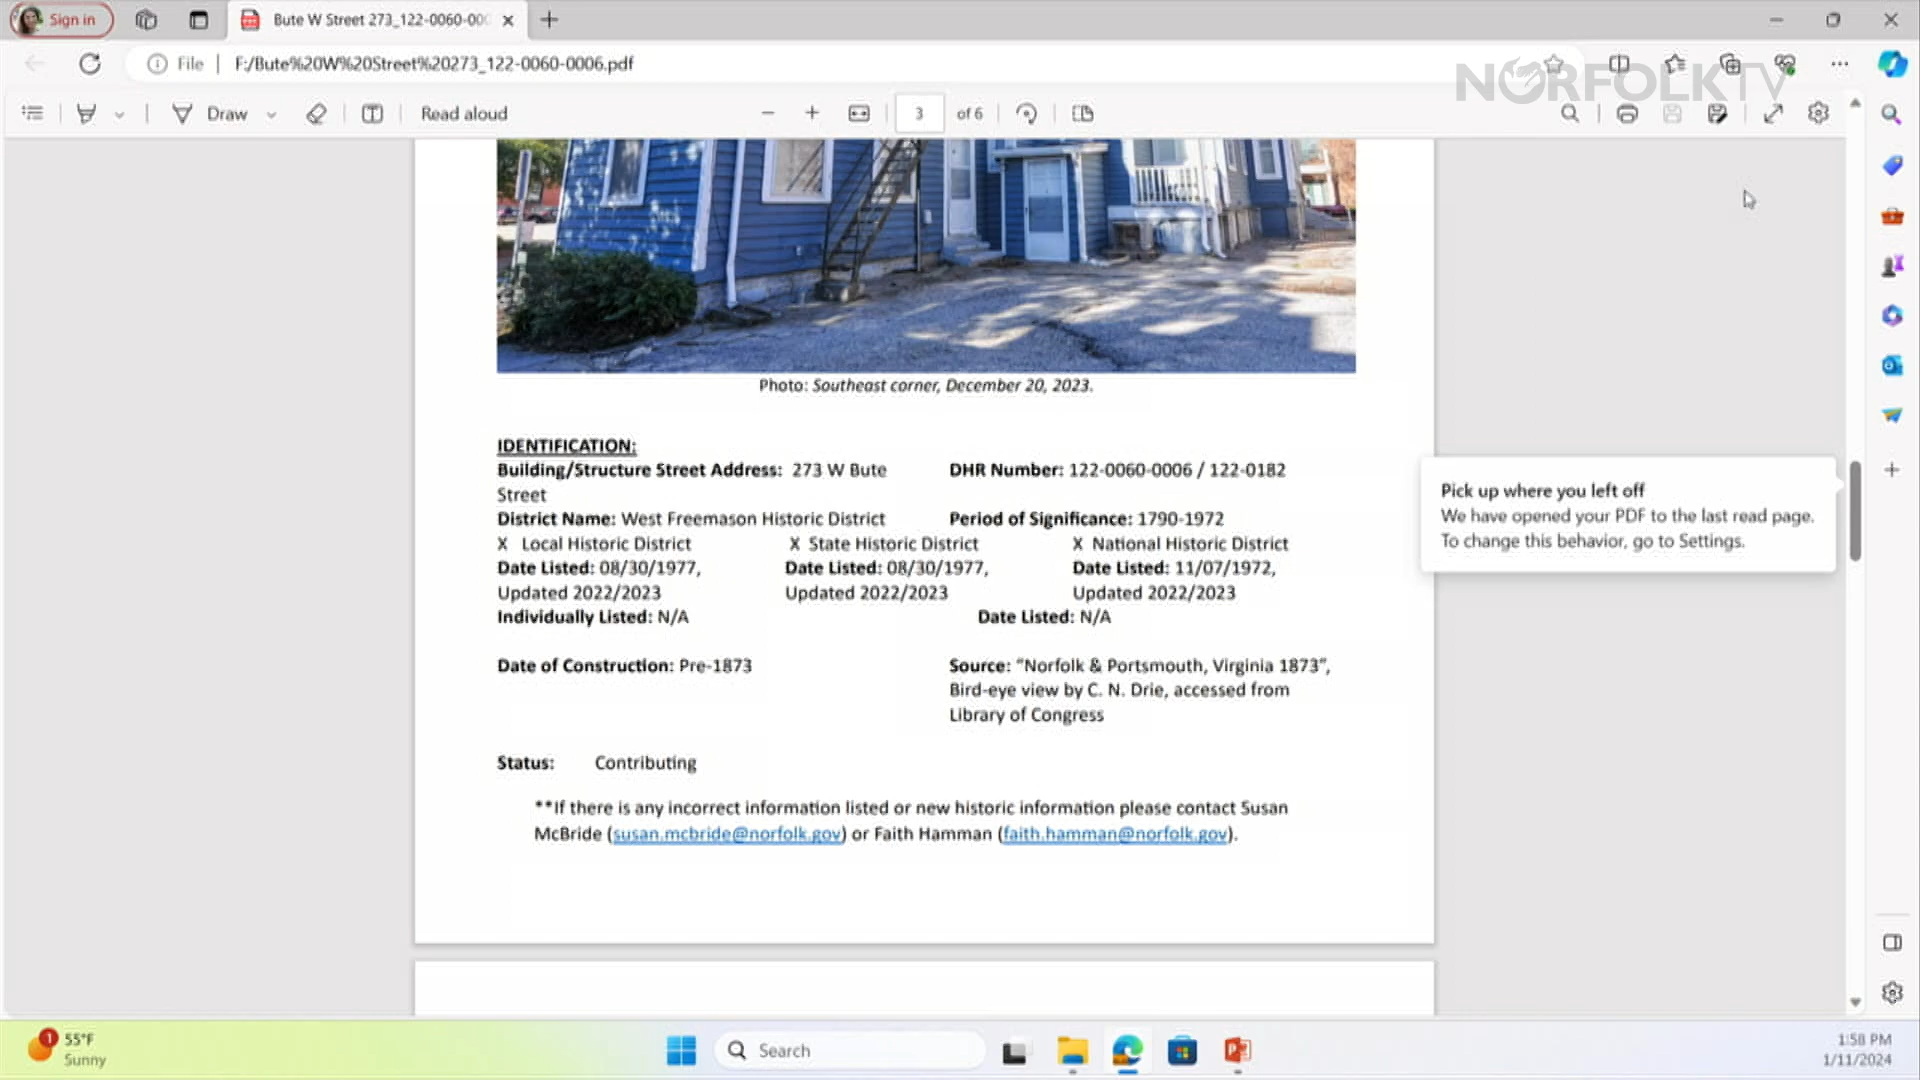 Sign in
Bute W Street 273_122-0060-00
NORFOLKTV
File
F:/Bute%20W%20Street%20273_122-0060-0006.pdf
Draw
Read aloud
3 of 6
Photo: Southeast corner, December 20, 2023.
IDENTIFICATION:
Building/Structure Street Address: 273 W Bute Street
DHR Number: 122-0060-0006 / 122-0182
District Name: West Freemason Historic District
Period of Significance: 1790-1972
X Local Historic District
X State Historic District
X National Historic District
Date Listed: 08/30/1977,
Date Listed: 08/30/1977,
Date Listed: 11/07/1972,
Updated 2022/2023
Updated 2022/2023
Updated 2022/2023
Individually Listed: N/A
Date Listed: N/A
Date of Construction: Pre-1873
Source: “Norfolk & Portsmouth, Virginia 1873”,
Bird-eye view by C. N. Drie, accessed from
Library of Congress
Status: Contributing
**If there is any incorrect information listed or new historic information please contact Susan
McBride (susan.mcbride@norfolk.gov) or Faith Hamman (faith.hamman@norfolk.gov).
Pick up where you left off
We have opened your PDF to the last read page.
To change this behavior, go to Settings.
1
55°F
Sunny
Search
1:58 PM
1/11/2024